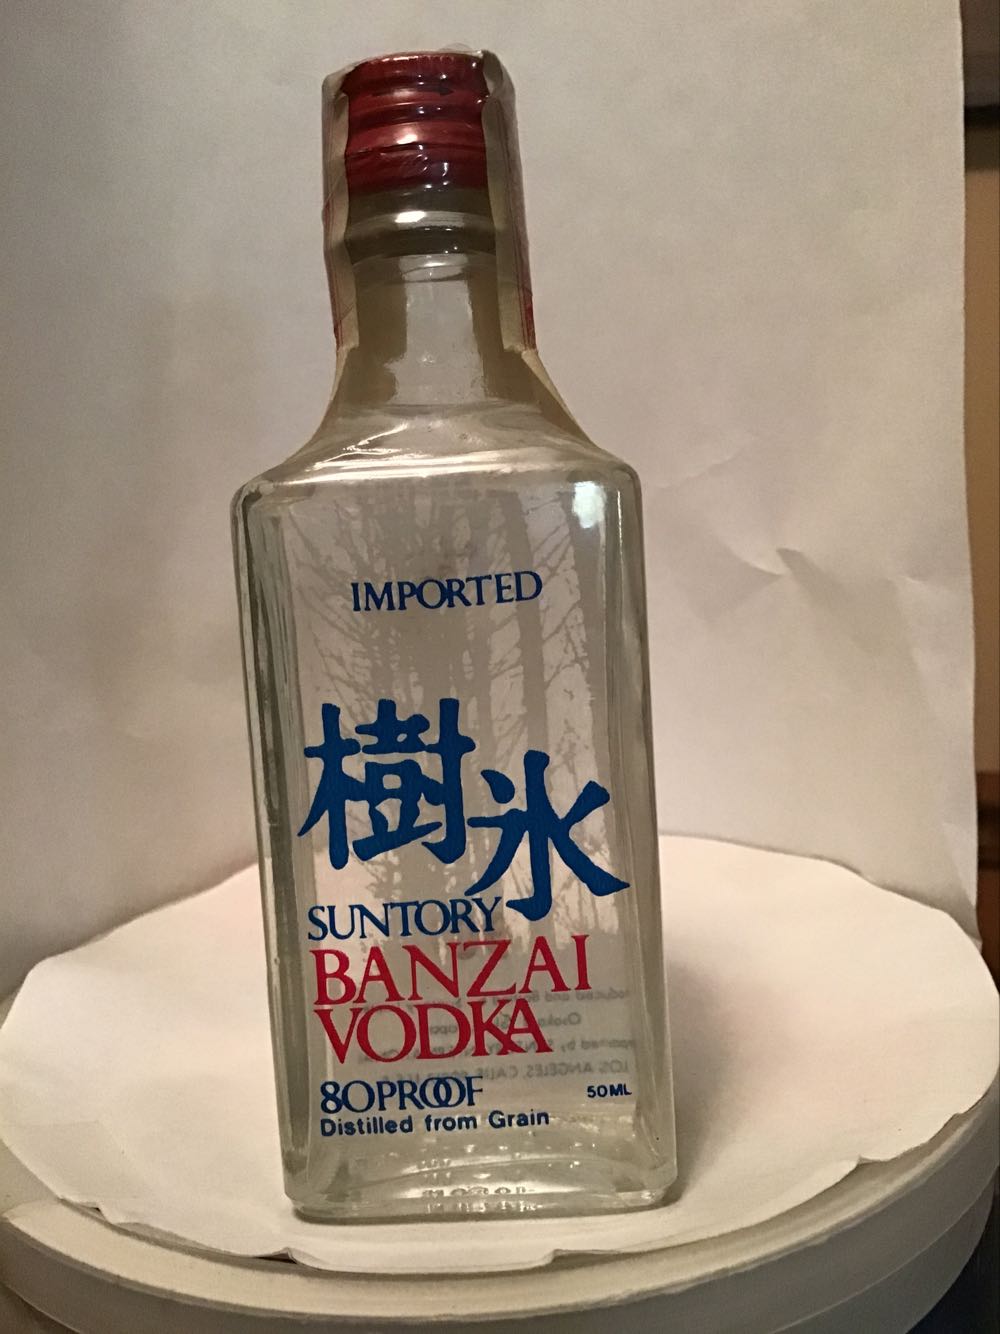 IMPORTED
樹氷
SUNTORY
BANZAI
VODKA
80PROOF
50ML
Distilled from Grain
LOS ANGELES, CALIF.